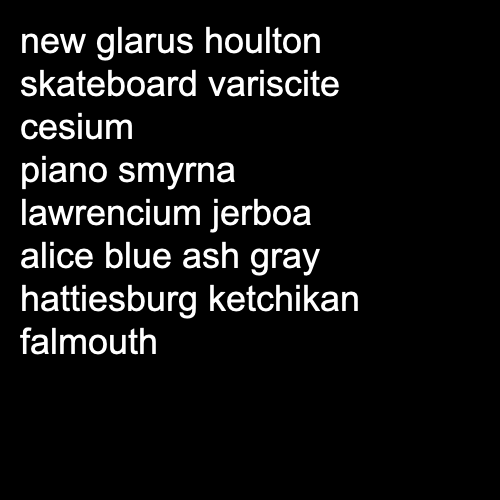 new glarus houlton
skateboard variscite
cesium
piano smyrna
lawrencium jerboa
alice blue ash gray
hattiesburg ketchikan
falmouth